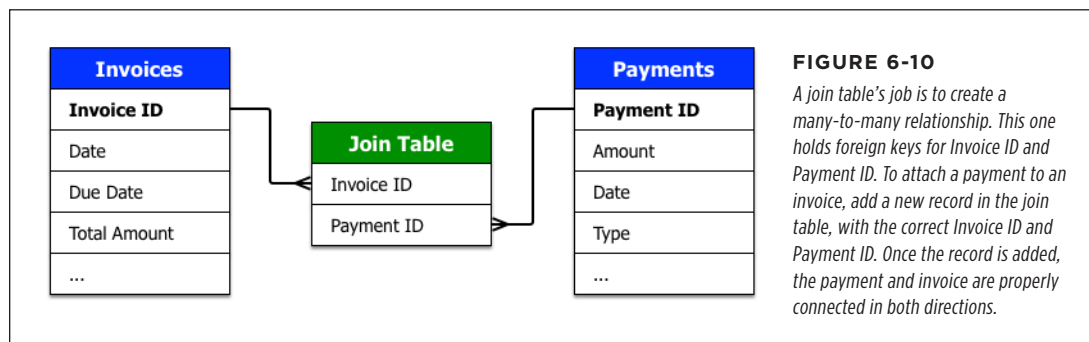 Invoices
Invoice ID
Date
Due Date
Total Amount
...
Join Table
Invoice ID
Payment ID
Payments
Payment ID
Amount
Date
Type
...
FIGURE 6-10
A join table’s job is to create a
many-to-many relationship. This one
holds foreign keys for Invoice ID and
Payment ID. To attach a payment to an
invoice, add a new record in the join
table, with the correct Invoice ID and
Payment ID. Once the record is added,
the payment and invoice are properly
connected in both directions.